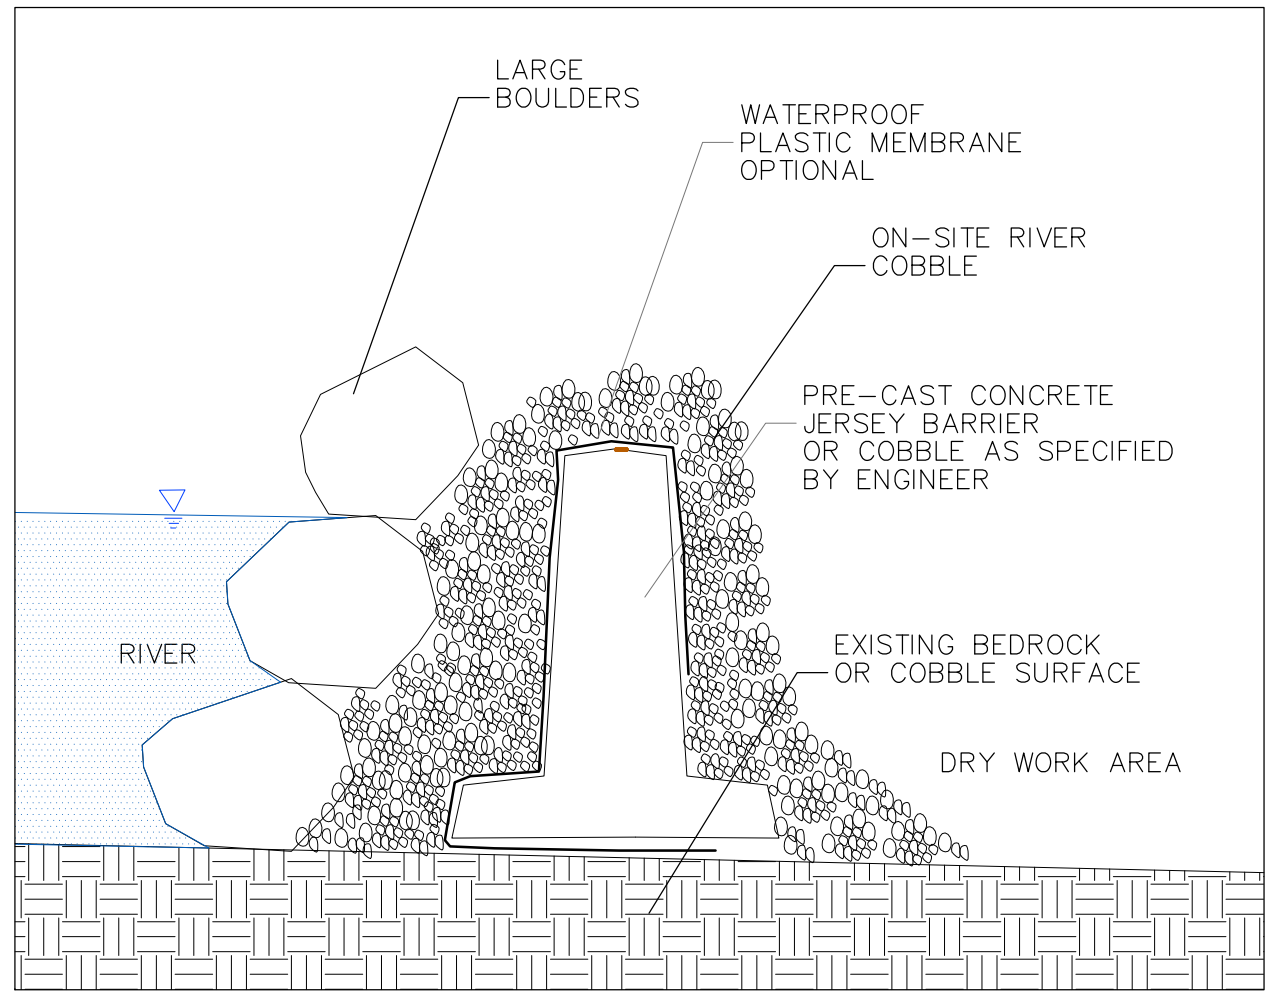 LARGE
BOULDERS
WATERPROOF
PLASTIC MEMBRANE
OPTIONAL
ON-SITE RIVER
COBBLE
PRE-CAST CONCRETE
JERSEY BARRIER
OR COBBLE AS SPECIFIED
BY ENGINEER
RIVER
EXISTING BEDROCK
OR COBBLE SURFACE
DRY WORK AREA